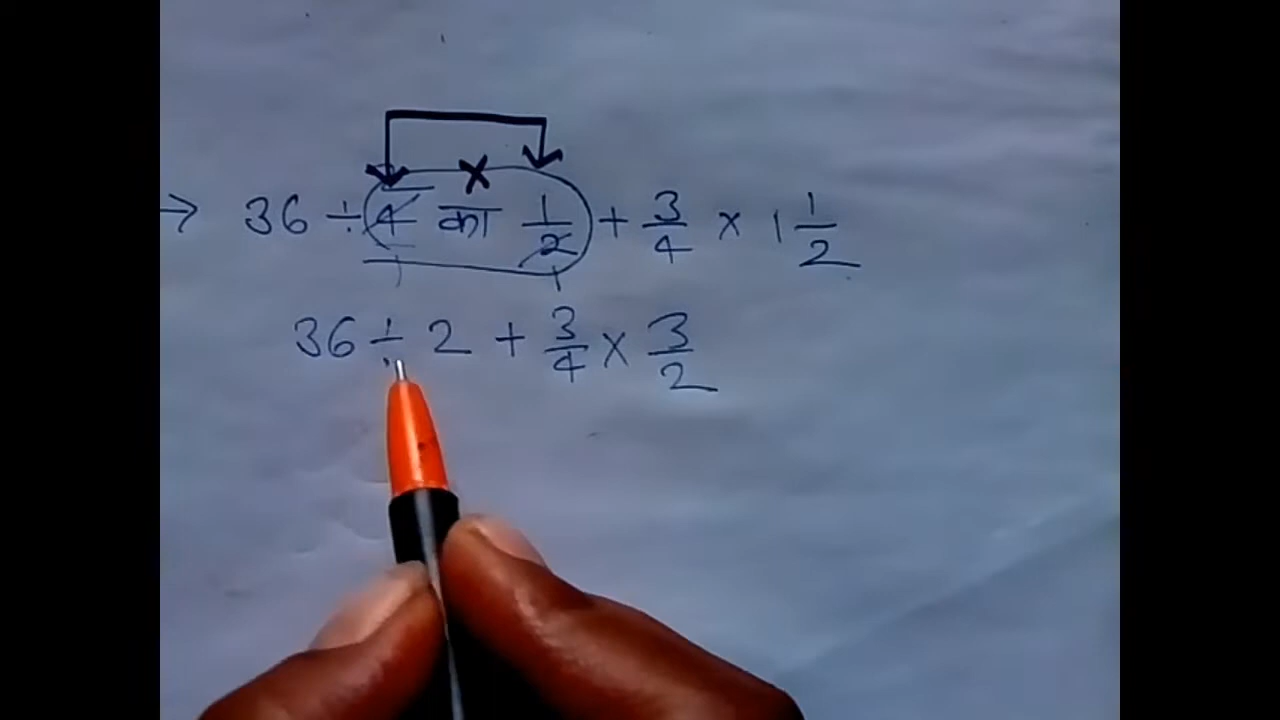 → 36 ÷ 4 का 1/2 + 3/4 × 1 1/2
36 ÷ 2 + 3/4 × 3/2